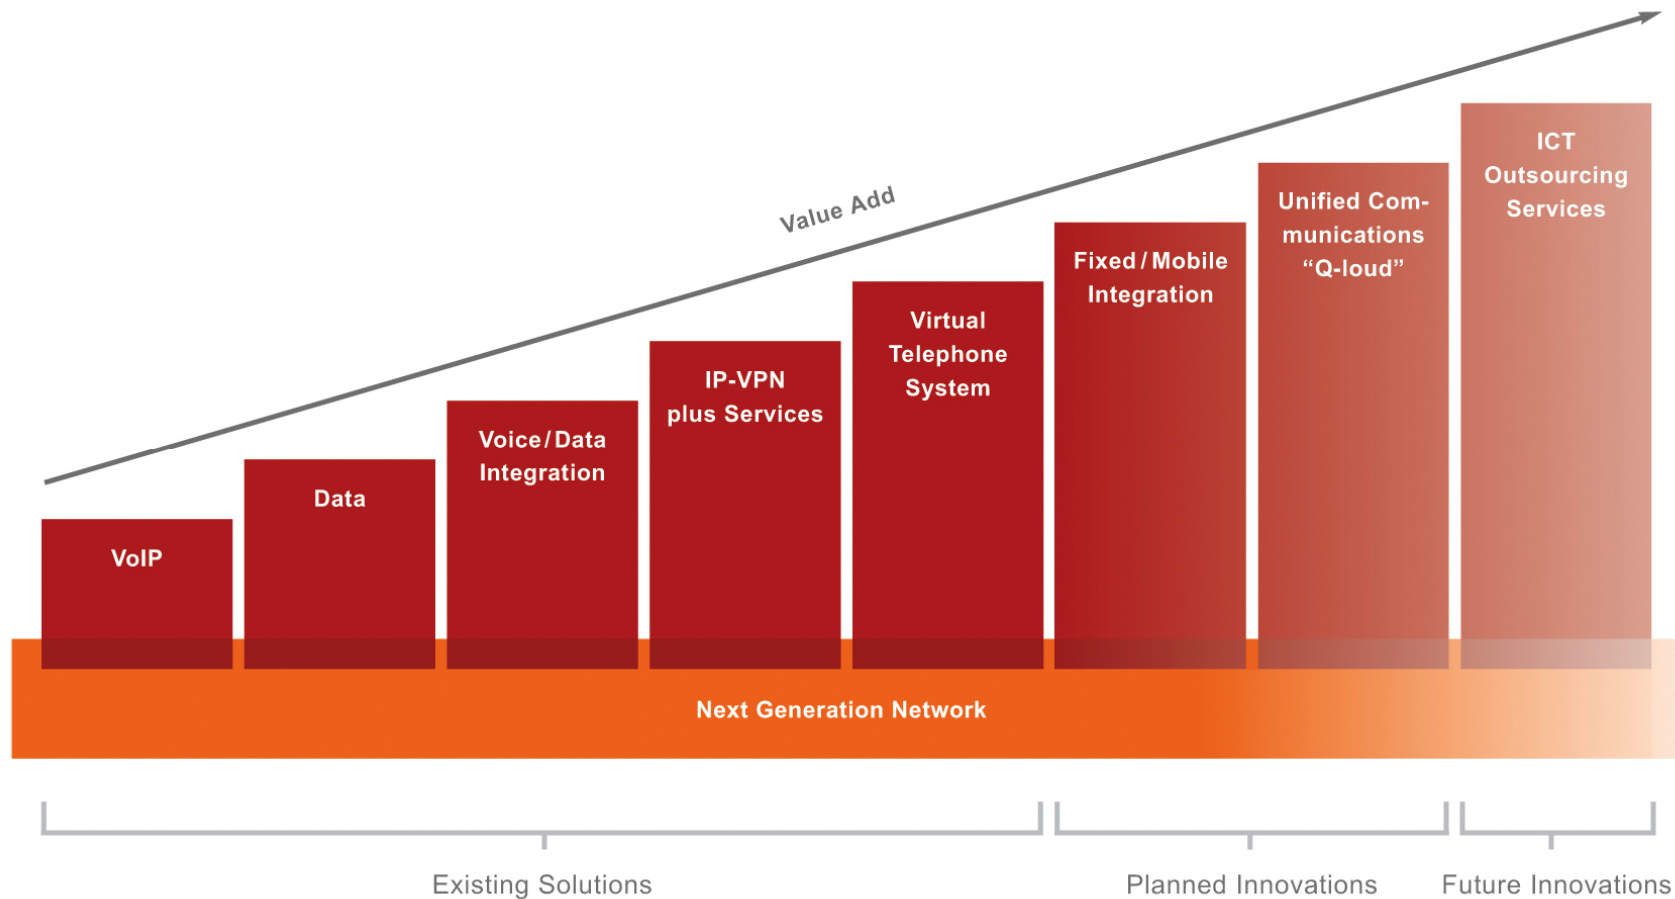 Value Add
VoIP
Data
Voice / Data
Integration
IP-VPN
plus Services
Virtual
Telephone
System
Fixed / Mobile
Integration
Unified Com-
munications
“Q-loud”
ICT
Outsourcing
Services
Next Generation Network
Existing Solutions
Planned Innovations
Future Innovations